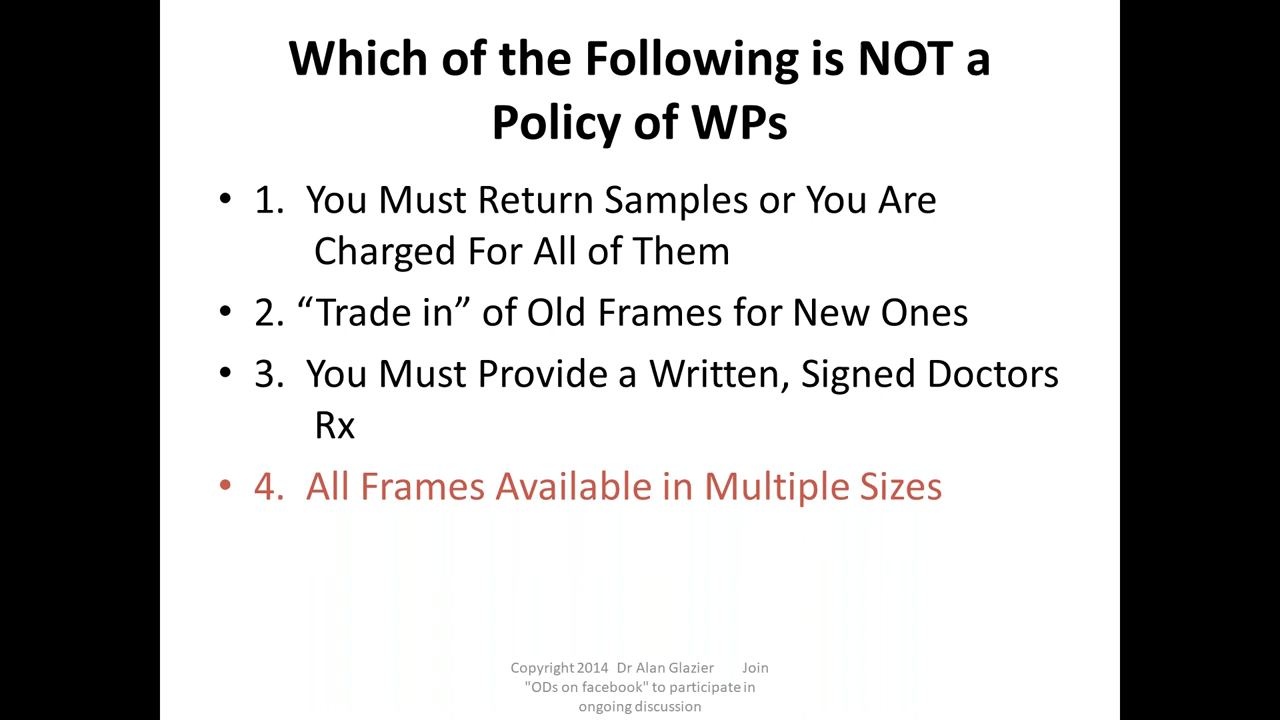 Which of the Following is NOT a
Policy of WPs
• 1. You Must Return Samples or You Are
Charged For All of Them
• 2. “Trade in” of Old Frames for New Ones
• 3. You Must Provide a Written, Signed Doctors
Rx
• 4. All Frames Available in Multiple Sizes
Copyright 2014 Dr Alan Glazier Join
"ODs on facebook" to participate in
ongoing discussion